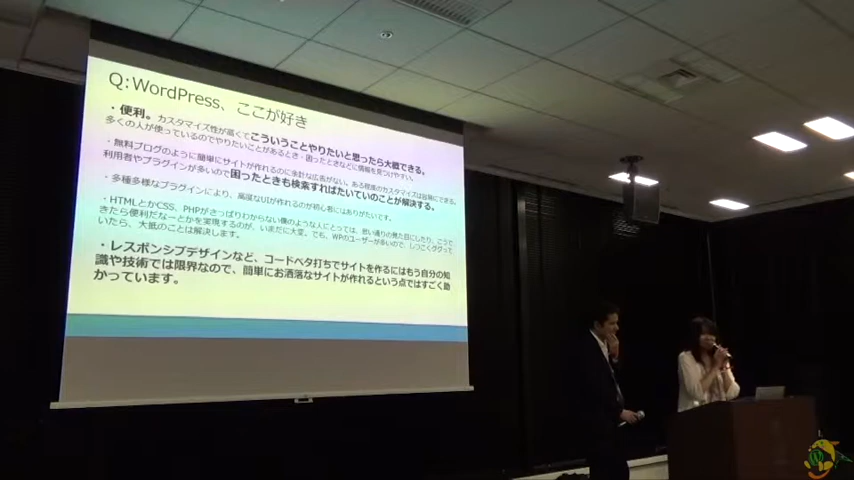 Q:WordPress、ここが好き
・便利。カスタマイズ性が高くて、こういうことやりたいと思ったら大概できる。
多くの人が使っているのでやりたいことがあるとき・困ったときなどに情報を見つけやすい。
・無料ブログのように簡単にサイトが作れるのに余計な広告がない。ある程度のカスタマイズは容易にできる。
利用者やプラグインが多いので困ったときも検索すればたいていのことが解決する。
・多種多様なプラグインにより、高度なUIが作れるのが初心者にはありがたいです。
・HTMLとかCSS、PHPがさっぱりわからない僕のような人にとっては、思い通りの見た目にしたり、こうで
きたら便利だなーとかを実現するのが、いまだに大変。でも、WPのユーザーが多いので、しつこくググって
いたら、大抵のことは解決します。
・レスポンシブデザインなど、コードベタ打ちでサイトを作るにはもう自分の知
識や技術では限界なので、簡単にお洒落なサイトが作れるという点ではすごく助
かっています。